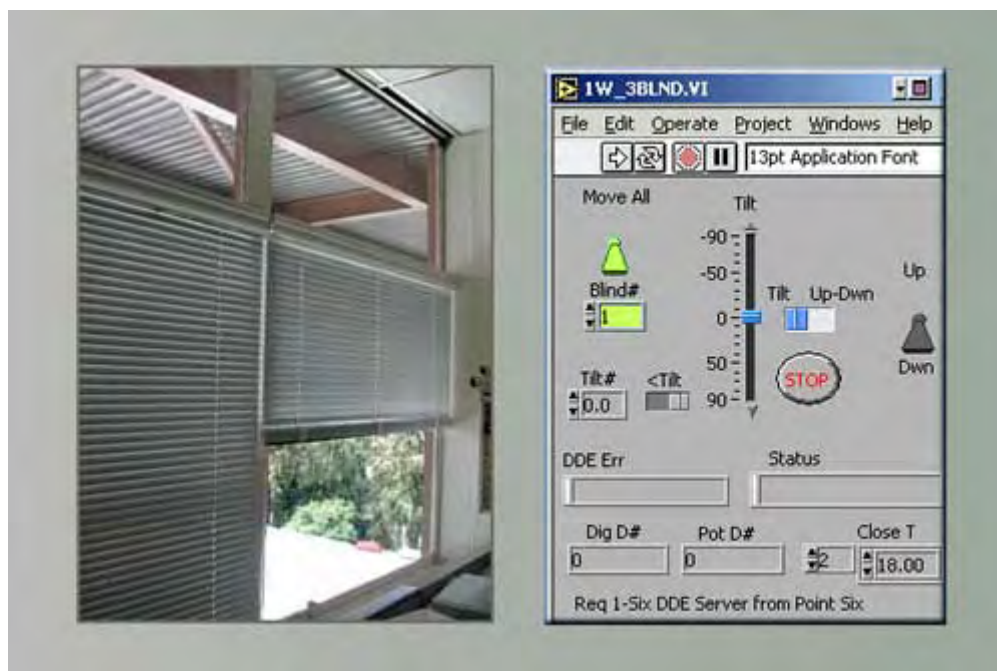 1W_3BLND.VI
File Edit Operate Project Windows Help
13pt Application Font
Move All
Tilt
-90
-50
0
50
90
Blind#
1
Tilt Up-Dwn
Up
Dwn
STOP
Tilt#
0.0
<Tilt
DDE Err
Status
Dig D#
0
Pot D#
0
2
Close T
18.00
Req 1-Six DDE Server from Point Six